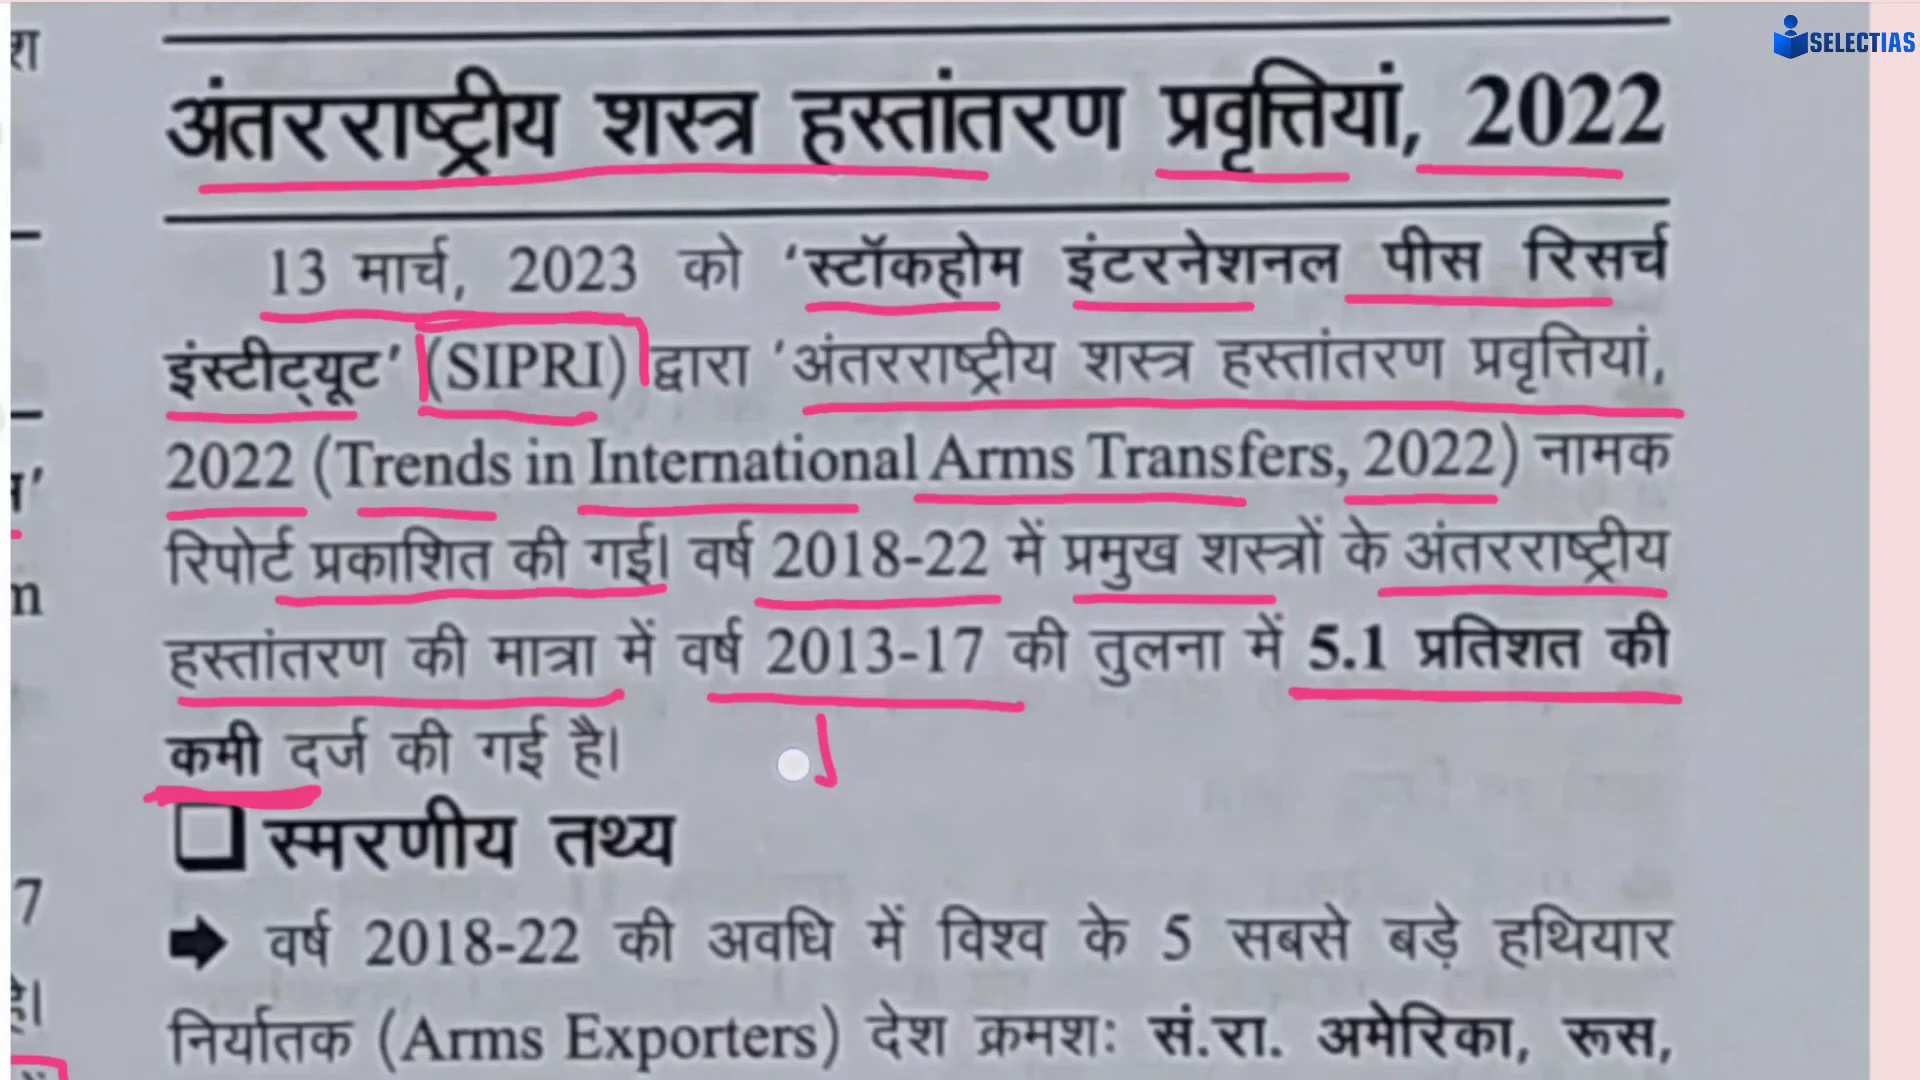 SELECTIAS
अंतरराष्ट्रीय शस्त्र हस्तांतरण प्रवृत्तियां, 2022
13 मार्च, 2023 को ‘स्टॉकहोम इंटरनेशनल पीस रिसर्च
इंस्टीट्यूट’ (SIPRI) द्वारा ‘अंतरराष्ट्रीय शस्त्र हस्तांतरण प्रवृत्तियां,
2022 (Trends in International Arms Transfers, 2022) नामक
रिपोर्ट प्रकाशित की गई। वर्ष 2018-22 में प्रमुख शस्त्रों के अंतरराष्ट्रीय
हस्तांतरण की मात्रा में वर्ष 2013-17 की तुलना में 5.1 प्रतिशत की
कमी दर्ज की गई है।
स्मरणीय तथ्य
वर्ष 2018-22 की अवधि में विश्व के 5 सबसे बड़े हथियार
निर्यातक (Arms Exporters) देश क्रमशः सं.रा. अमेरिका, रूस,